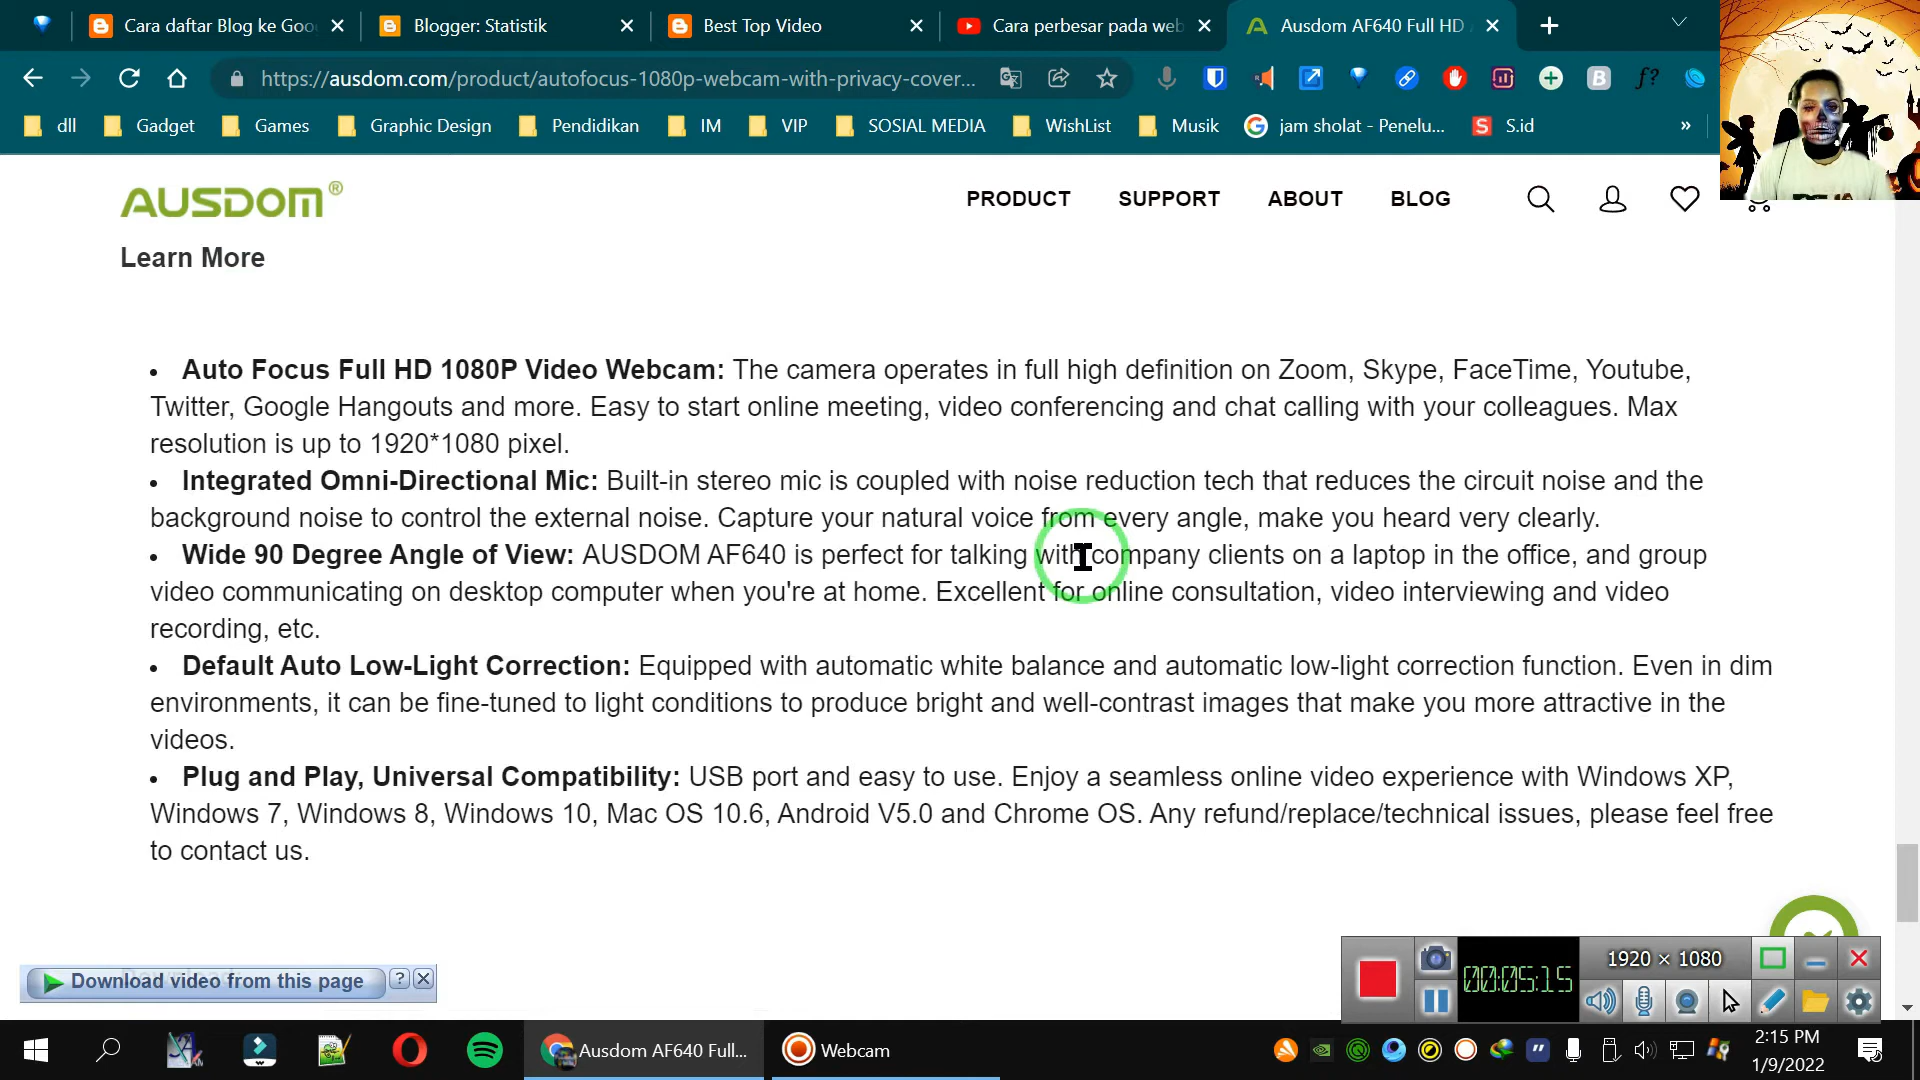 Cara daftar Blog ke Goo
Blogger: Statistik
Best Top Video
Cara perbesar pada web
Ausdom AF640 Full HD
https://ausdom.com/product/autofocus-1080p-webcam-with-privacy-cover...
dll
Gadget
Games
Graphic Design
Pendidikan
IM
VIP
SOSIAL MEDIA
WishList
Musik
jam sholat - Penelu...
S.id
AUSDOM®
PRODUCT
SUPPORT
ABOUT
BLOG
Learn More
• Auto Focus Full HD 1080P Video Webcam: The camera operates in full high definition on Zoom, Skype, FaceTime, Youtube,
Twitter, Google Hangouts and more. Easy to start online meeting, video conferencing and chat calling with your colleagues. Max
resolution is up to 1920*1080 pixel.
• Integrated Omni-Directional Mic: Built-in stereo mic is coupled with noise reduction tech that reduces the circuit noise and the
background noise to control the external noise. Capture your natural voice from every angle, make you heard very clearly.
• Wide 90 Degree Angle of View: AUSDOM AF640 is perfect for talking with company clients on a laptop in the office, and group
video communicating on desktop computer when you're at home. Excellent for online consultation, video interviewing and video
recording, etc.
• Default Auto Low-Light Correction: Equipped with automatic white balance and automatic low-light correction function. Even in dim
environments, it can be fine-tuned to light conditions to produce bright and well-contrast images that make you more attractive in the
videos.
• Plug and Play, Universal Compatibility: USB port and easy to use. Enjoy a seamless online video experience with Windows XP,
Windows 7, Windows 8, Windows 10, Mac OS 10.6, Android V5.0 and Chrome OS. Any refund/replace/technical issues, please feel free
to contact us.
Download video from this page
?
00:05:15
1920 × 1080
Ausdom AF640 Full...
Webcam
2:15 PM
1/9/2022